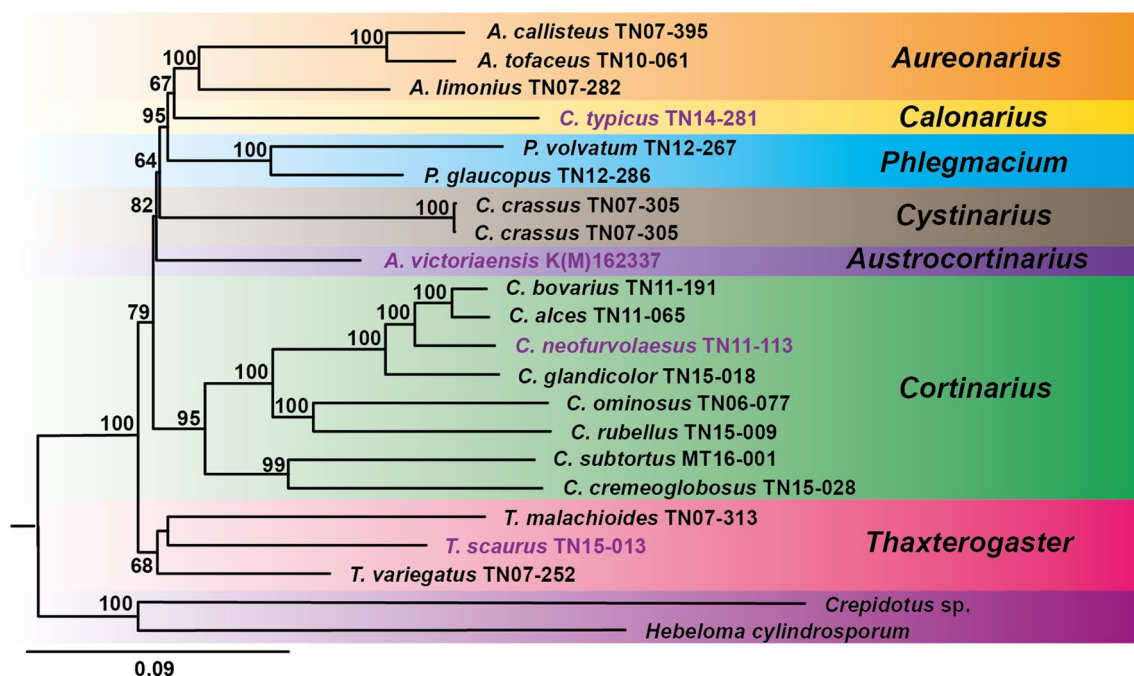 100
A. callisteus TN07-395
Aureonarius
100
A. tofaceus TN10-061
67
A. limonius TN07-282
95
C. typicus TN14-281
Calonarius
64
100
P. volvatum TN12-267
Phlegmacium
P. glaucopus TN12-286
82
100
C. crassus TN07-305
Cystinarius
C. crassus TN07-305
A. victoriaensis K(M)162337
Austrocortinarius
79
100
C. bovarius TN11-191
100
C. alces TN11-065
100
C. neofurvolaesus TN11-113
100
C. glandicolor TN15-018
Cortinarius
100
C. ominosus TN06-077
95
C. rubellus TN15-009
100
99
C. subtortus MT16-001
C. cremeoglobosus TN15-028
T. malachioides TN07-313
Thaxterogaster
T. scaurus TN15-013
68
T. variegatus TN07-252
100
Crepidotus sp.
Hebeloma cylindrosporum
0.09